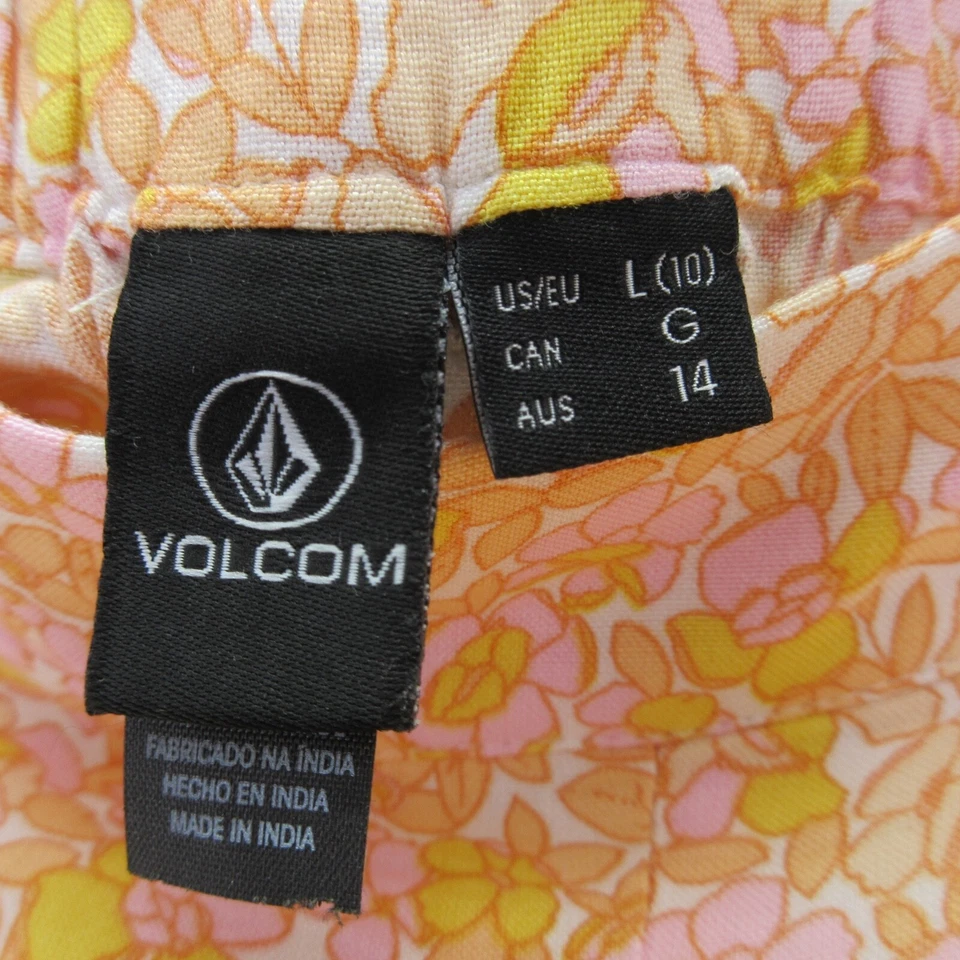 VOLCOM
US/EU L (10)
CAN G
AUS 14
FABRICADO NA ÍNDIA
HECHO EN INDIA
MADE IN INDIA